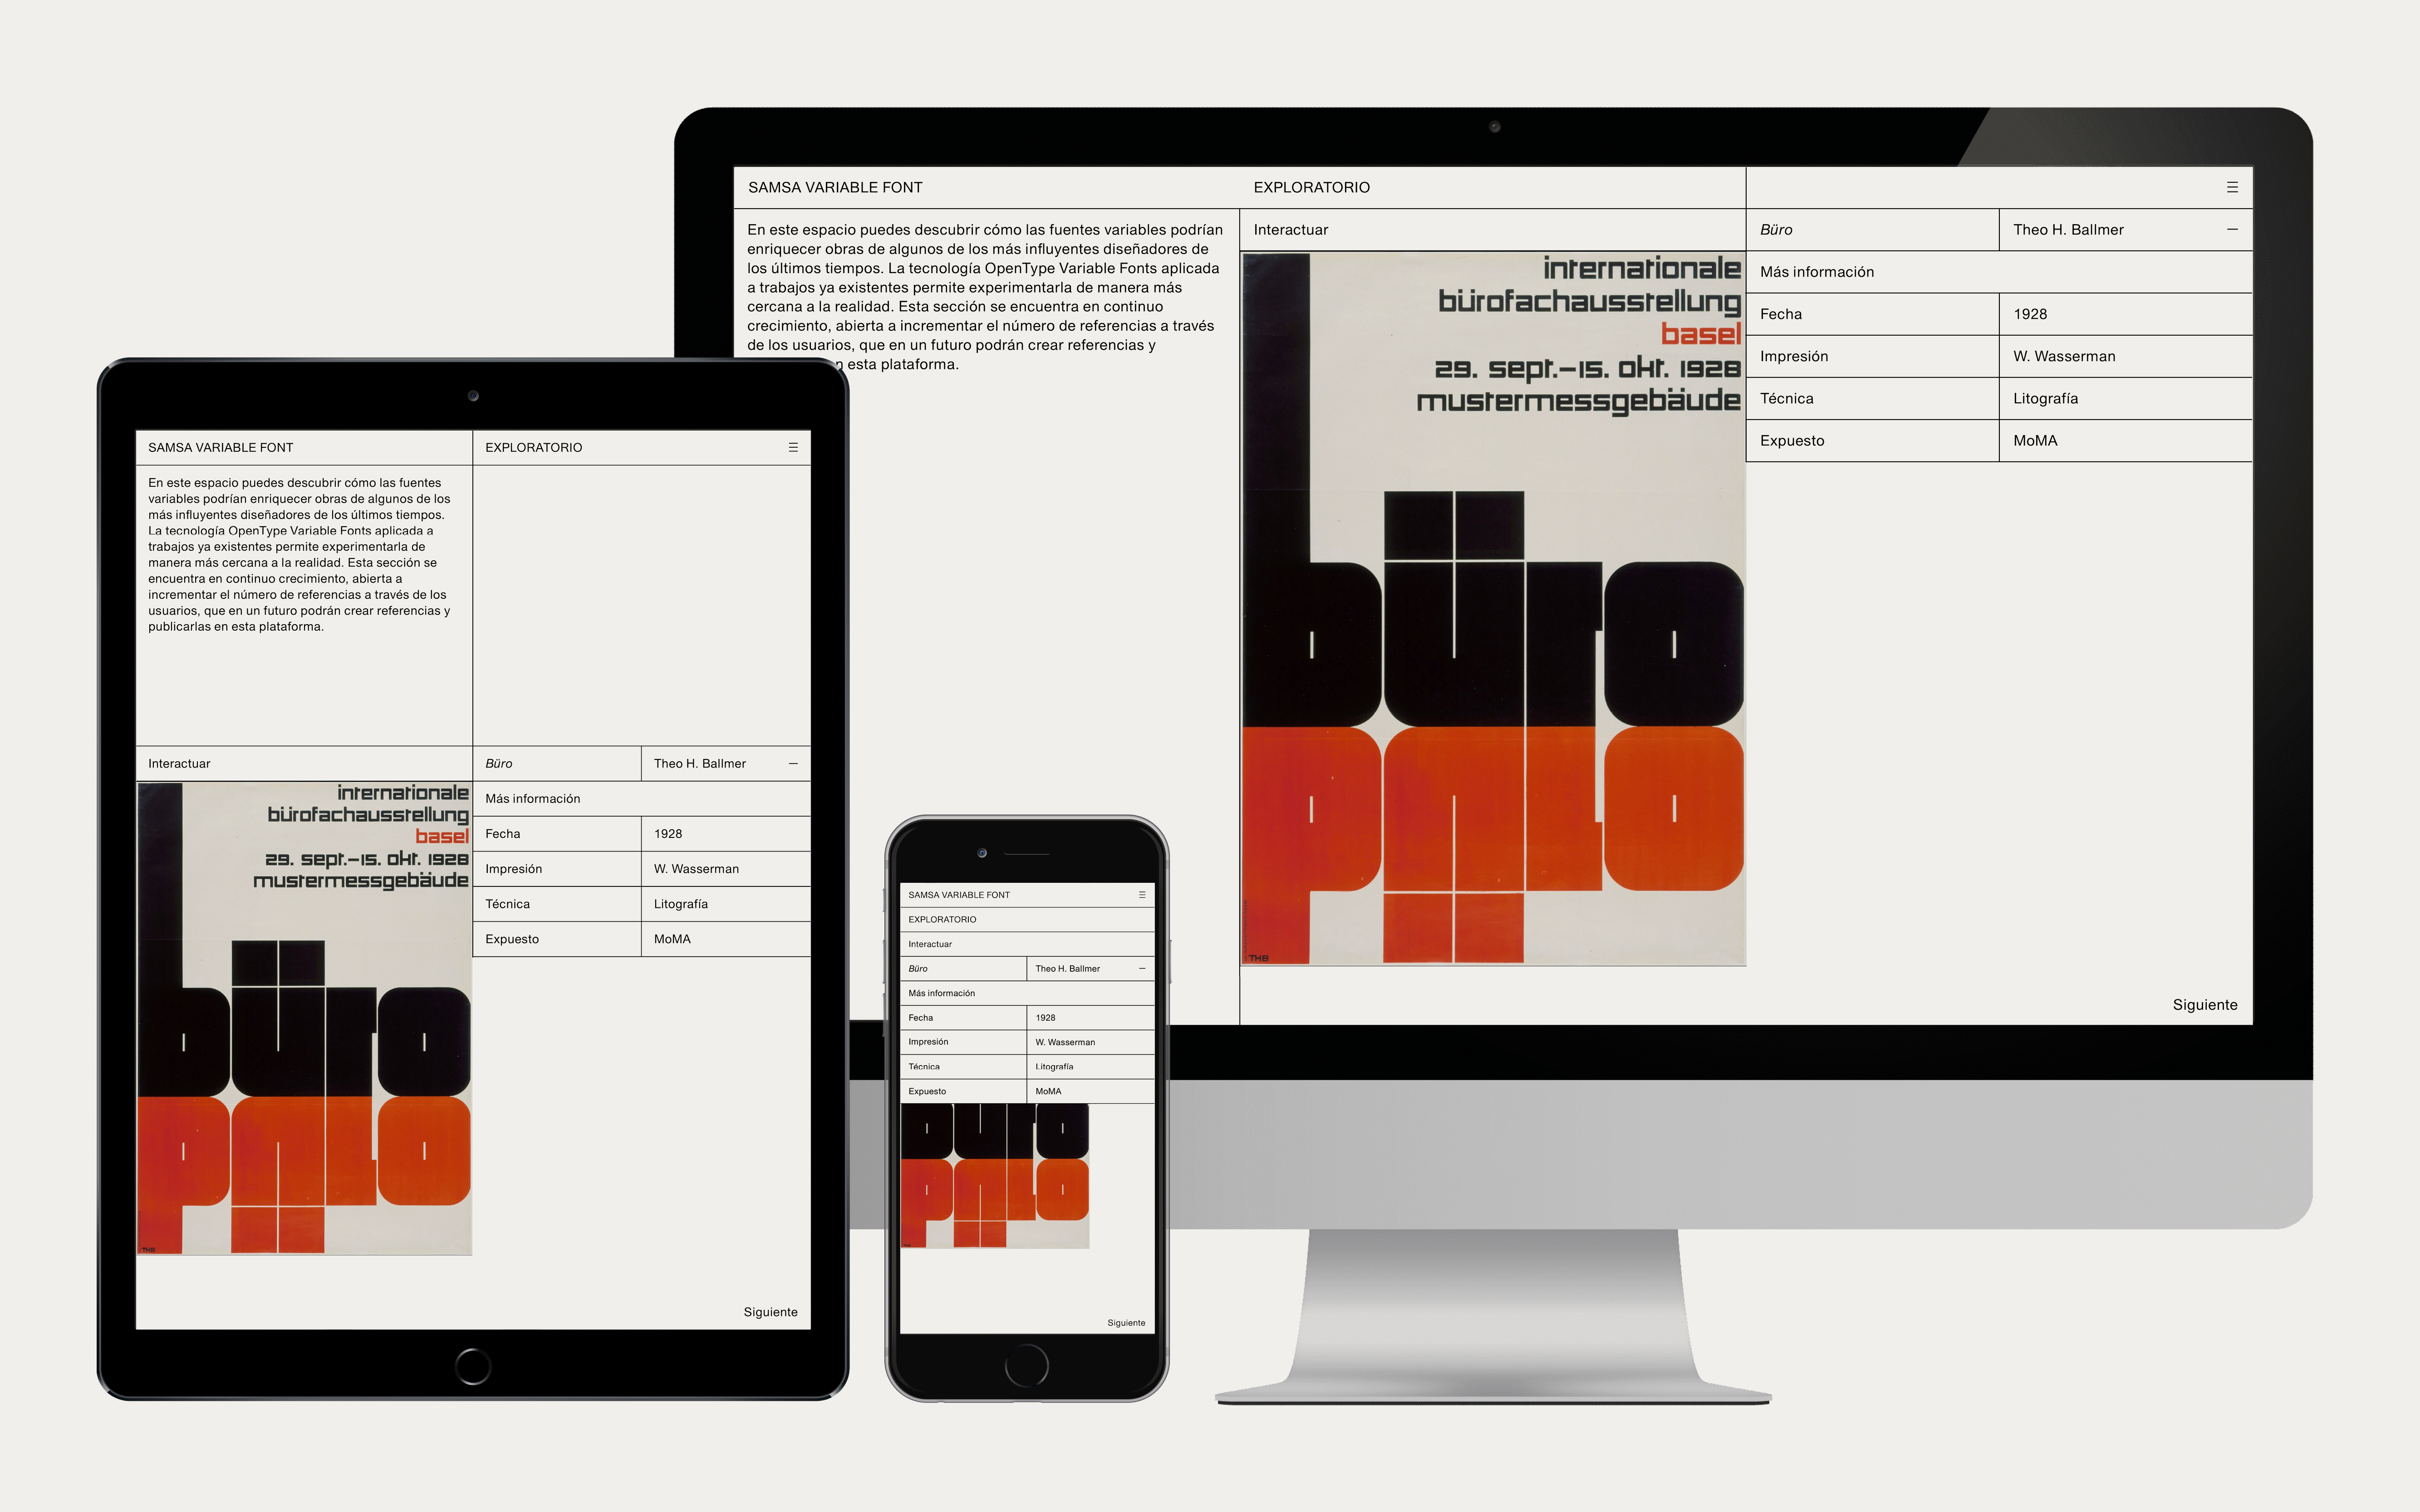 SAMSA VARIABLE FONT
EXPLORATORIO
En este espacio puedes descubrir cómo las fuentes variables podrían
enriquecer obras de algunos de los más influyentes diseñadores de
los últimos tiempos. La tecnología OpenType Variable Fonts aplicada
a trabajos ya existentes permite experimentarla de manera más
cercana a la realidad. Esta sección se encuentra en continuo
crecimiento, abierta a incrementar el número de referencias a través
de los usuarios, que en un futuro podrán crear referencias y
esta plataforma.
Interactuar
internationale
bürofachausstellung
basel
29. sept.–15. okt. 1928
mustermessgebäude
büro
büro
THB
Büro
Theo H. Ballmer
Más información
Fecha
1928
Impresión
W. Wasserman
Técnica
Litografía
Expuesto
MoMA
Siguiente
SAMSA VARIABLE FONT
EXPLORATORIO
En este espacio puedes descubrir cómo las fuentes
variables podrían enriquecer obras de algunos de los
más influyentes diseñadores de los últimos tiempos.
La tecnología OpenType Variable Fonts aplicada a
trabajos ya existentes permite experimentarla de
manera más cercana a la realidad. Esta sección se
encuentra en continuo crecimiento, abierta a
incrementar el número de referencias a través de los
usuarios, que en un futuro podrán crear referencias y
publicarlas en esta plataforma.
Interactuar
internationale
bürofachausstellung
basel
29. sept.–15. okt. 1928
mustermessgebäude
büro
büro
THB
Büro
Theo H. Ballmer
Más información
Fecha
1928
Impresión
W. Wasserman
Técnica
Litografía
Expuesto
MoMA
Siguiente
SAMSA VARIABLE FONT
EXPLORATORIO
Interactuar
Büro
Theo H. Ballmer
Más información
Fecha
1928
Impresión
W. Wasserman
Técnica
Litografía
Expuesto
MoMA
Siguiente